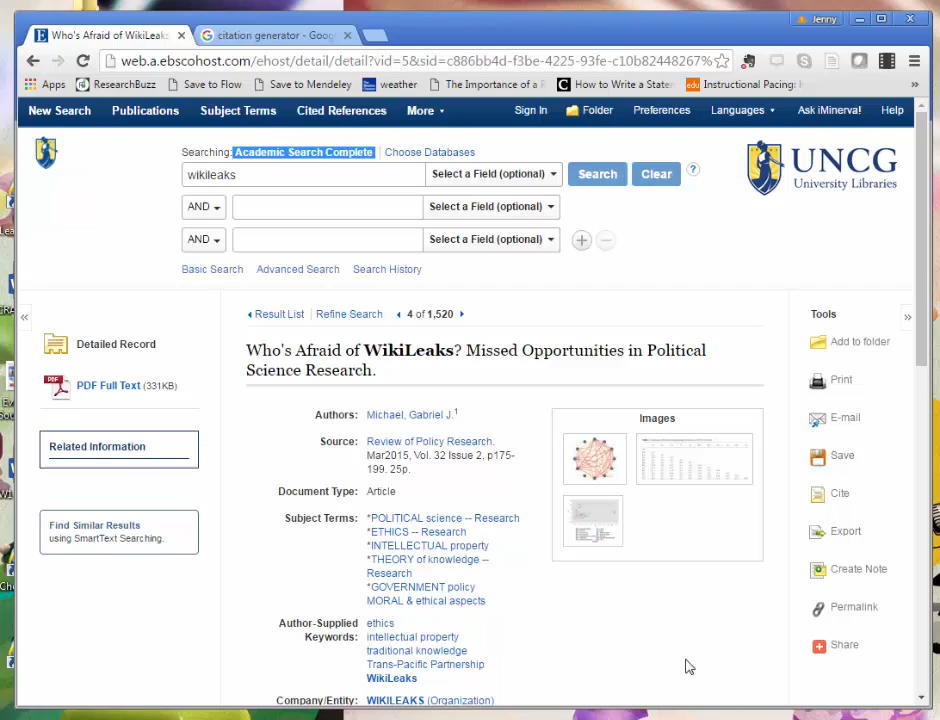 Jenny
Who's Afraid of WikiLeaks
citation generator - Goog
web.a.ebscohost.com/ehost/detail/detail?vid=5&sid=c886bb4d-f3be-4225-93fe-c10b82448267%
Apps ResearchBuzz Save to Flow Save to Mendeley weather The Importance of a How to Write a State Instructional Pacing: »
New Search Publications Subject Terms Cited References More Sign In Folder Preferences Languages Ask iMinerva! Help
Searching: Academic Search Complete Choose Databases
wikileaks Select a Field (optional) Search Clear ?
AND Select a Field (optional)
AND Select a Field (optional)
UNCG
University Libraries
Basic Search Advanced Search Search History
« Result List Refine Search 4 of 1,520 »
Detailed Record
PDF Full Text (331KB)
Related Information
Find Similar Results
using SmartText Searching.
Who's Afraid of WikiLeaks? Missed Opportunities in Political
Science Research.
Authors: Michael, Gabriel J.1
Source: Review of Policy Research.
Mar2015, Vol. 32 Issue 2, p175-
199. 25p.
Document Type: Article
Subject Terms: *POLITICAL science -- Research
*ETHICS -- Research
*INTELLECTUAL property
*THEORY of knowledge --
Research
*GOVERNMENT policy
MORAL & ethical aspects
Author-Supplied ethics
Keywords: intellectual property
traditional knowledge
Trans-Pacific Partnership
WikiLeaks
Company/Entity: WIKILEAKS (Organization)
Images
Tools
Add to folder
Print
E-mail
Save
Cite
Export
Create Note
Permalink
Share